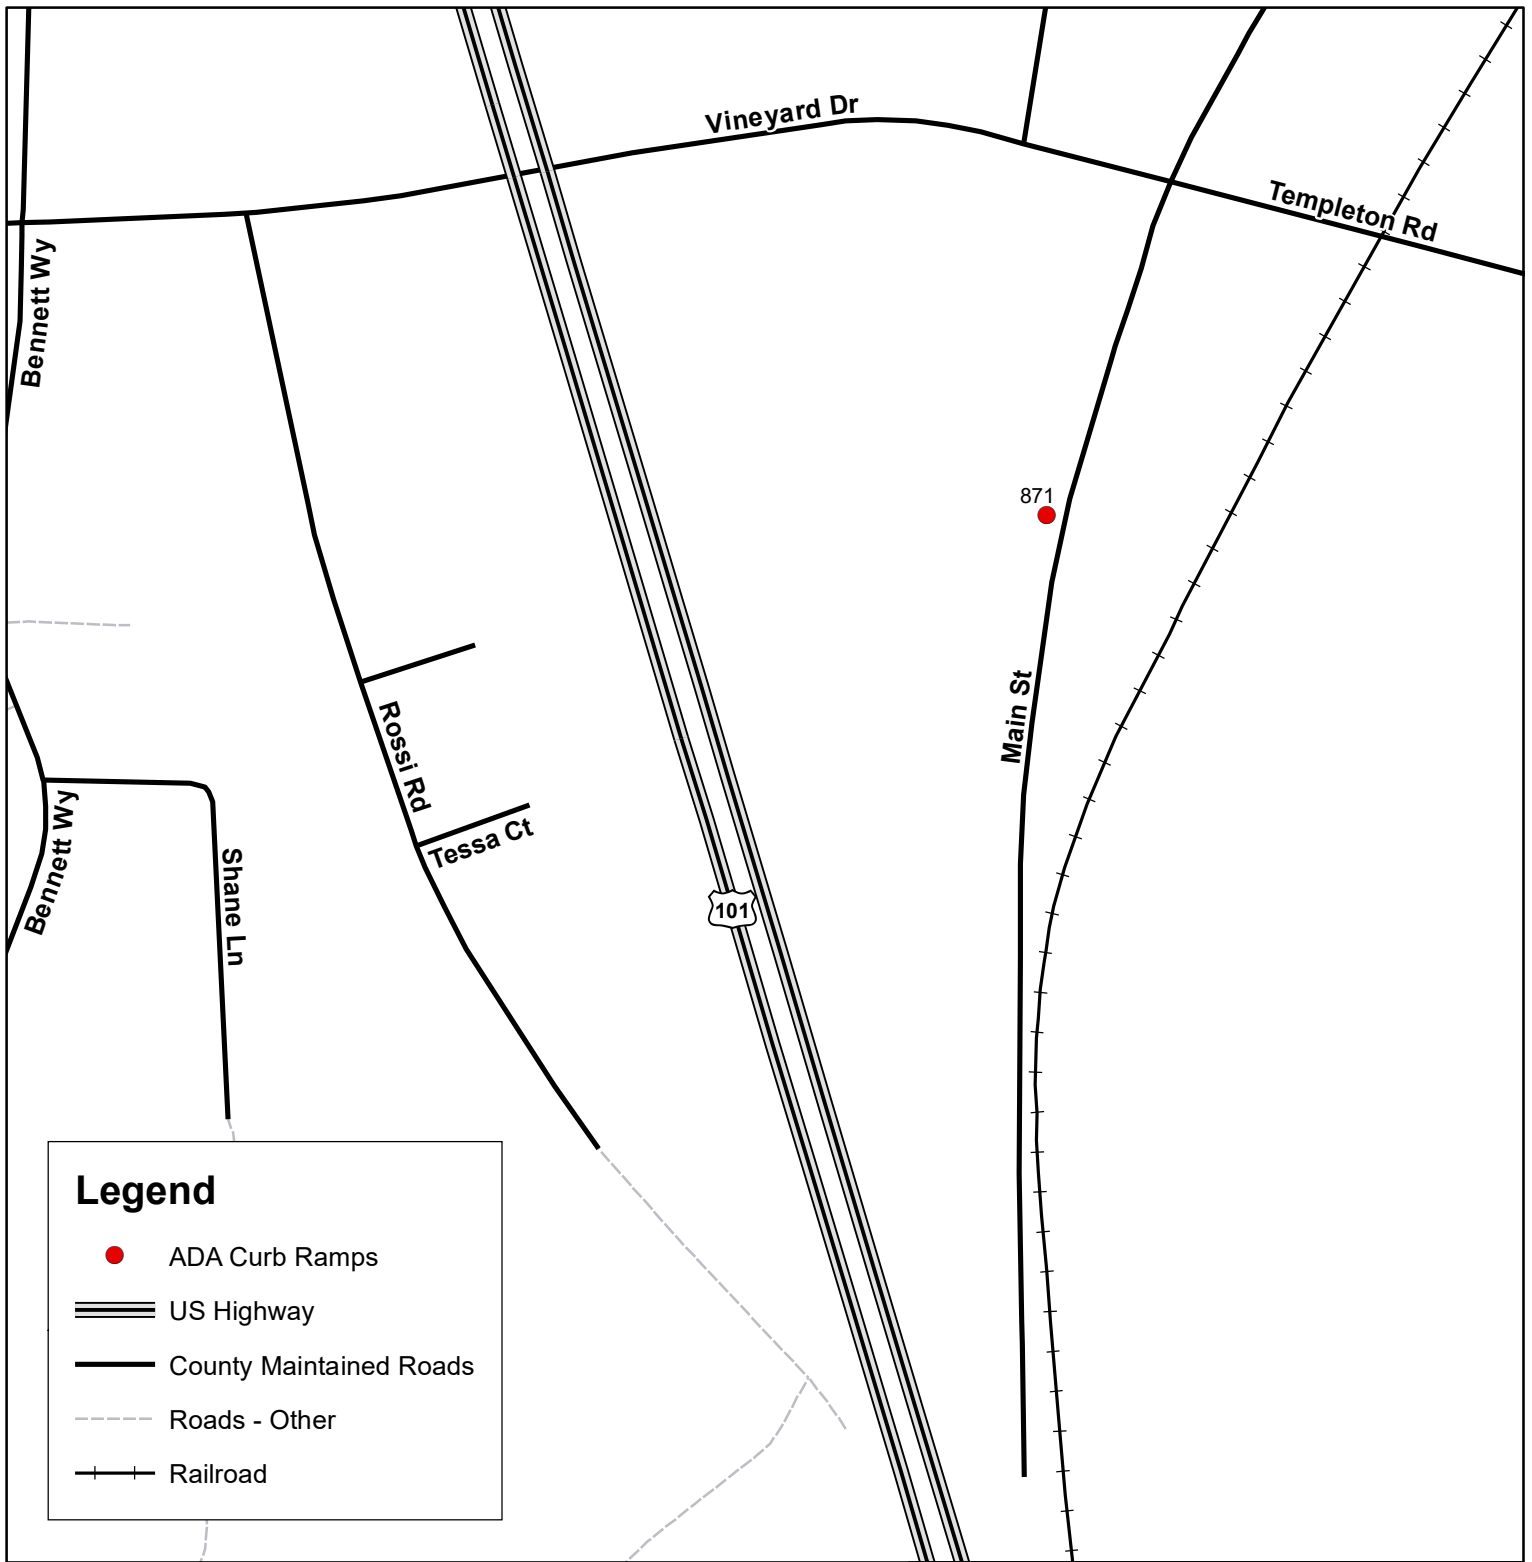 Vineyard Dr
Templeton Rd
Bennett Wy
871
Main St
Rossi Rd
Tessa Ct
Bennett Wy
Shane Ln
101
Legend
ADA Curb Ramps
US Highway
County Maintained Roads
Roads - Other
Railroad